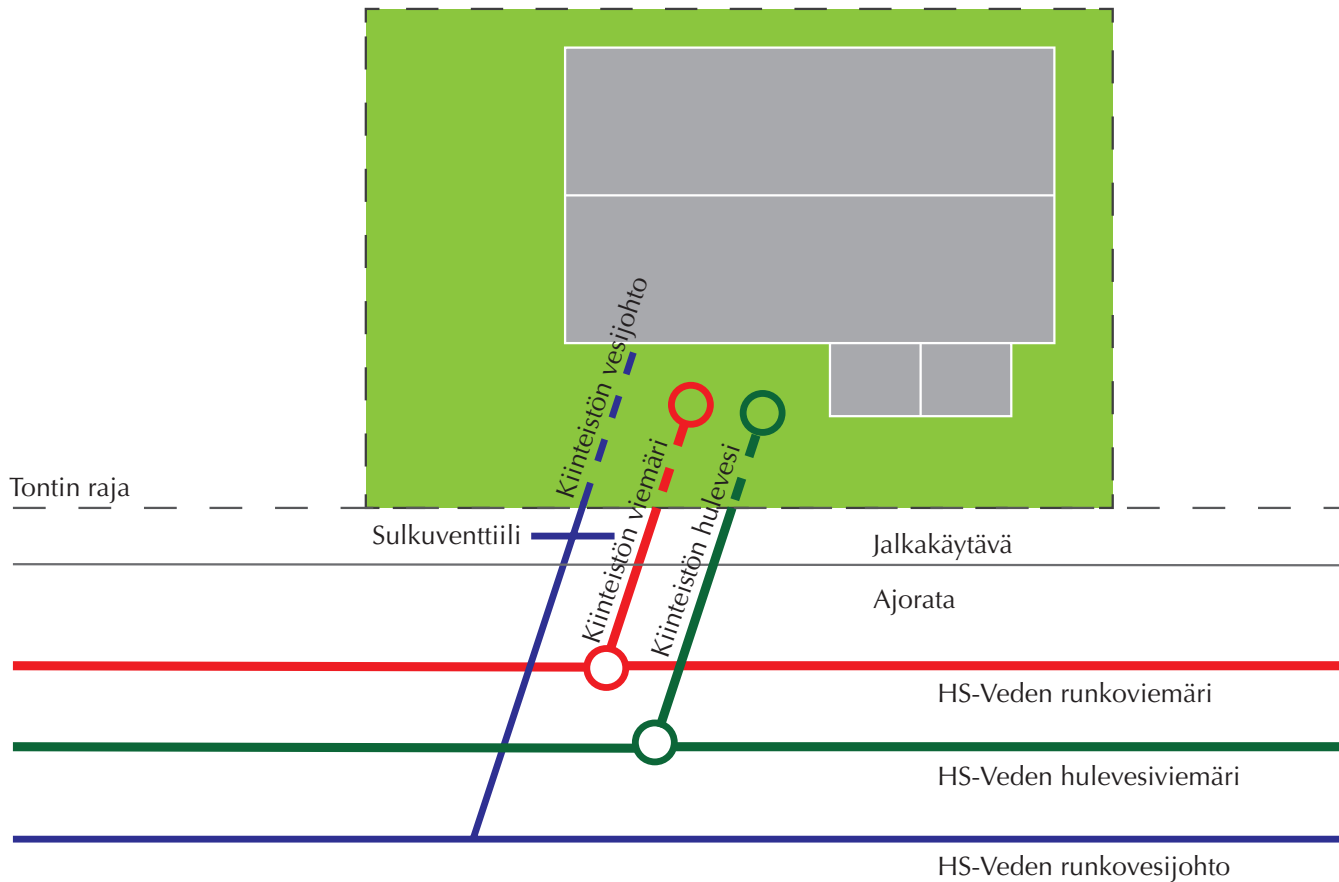 Kiinteistön vesijohto
Kiinteistön viemäri
Kiinteistön hulevesi
Tontin raja
Sulkuventtiili
Jalkakäytävä
Ajorata
HS-Veden runkoviemäri
HS-Veden hulevesiviemäri
HS-Veden runkovesijohto